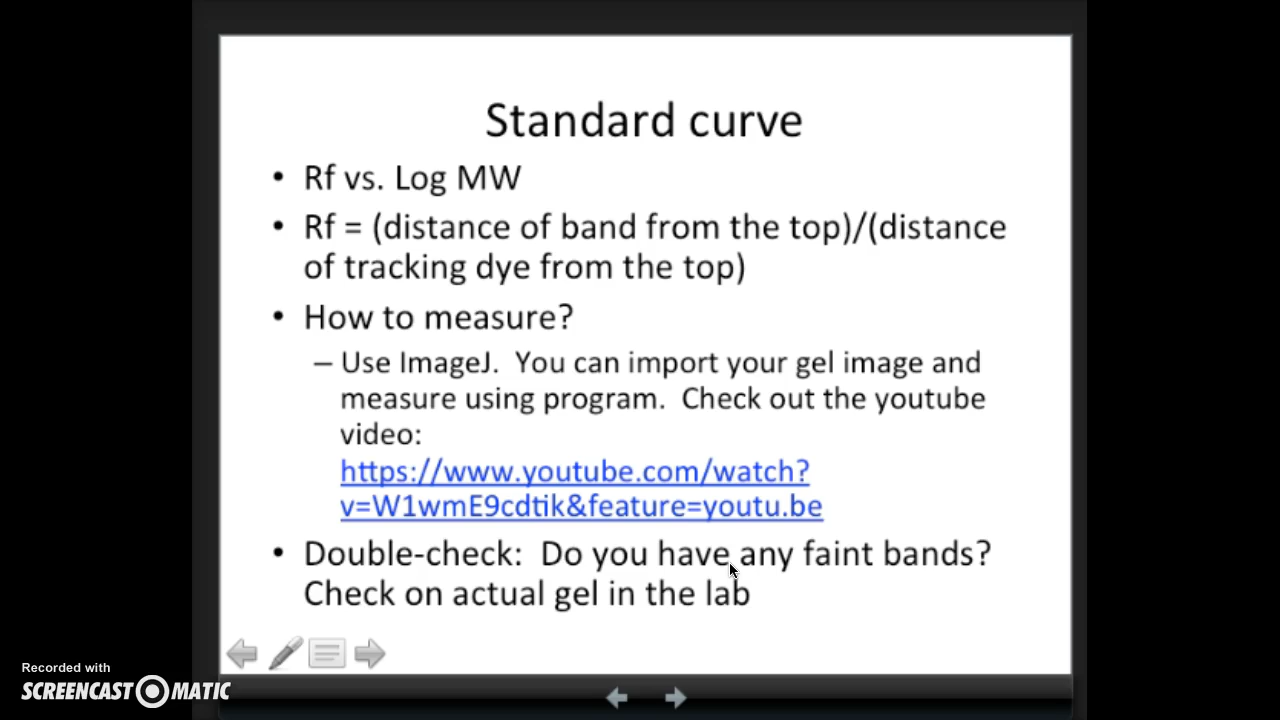 Standard curve
• Rf vs. Log MW
• Rf = (distance of band from the top)/(distance
of tracking dye from the top)
• How to measure?
– Use ImageJ.  You can import your gel image and
measure using program.  Check out the youtube
video:
https://www.youtube.com/watch?
v=W1wmE9cdtik&feature=youtu.be
• Double-check:  Do you have any faint bands?
Check on actual gel in the lab
Recorded with
SCREENCAST-O-MATIC